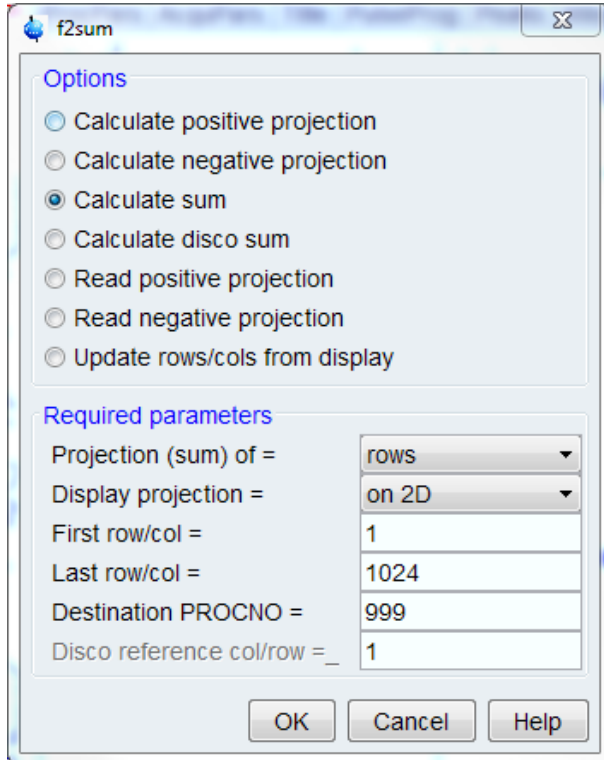 f2sum
Options
Calculate positive projection
Calculate negative projection
Calculate sum
Calculate disco sum
Read positive projection
Read negative projection
Update rows/cols from display
Required parameters
Projection (sum) of = rows
Display projection = on 2D
First row/col = 1
Last row/col = 1024
Destination PROCNO = 999
Disco reference col/row =_ 1
OK Cancel Help